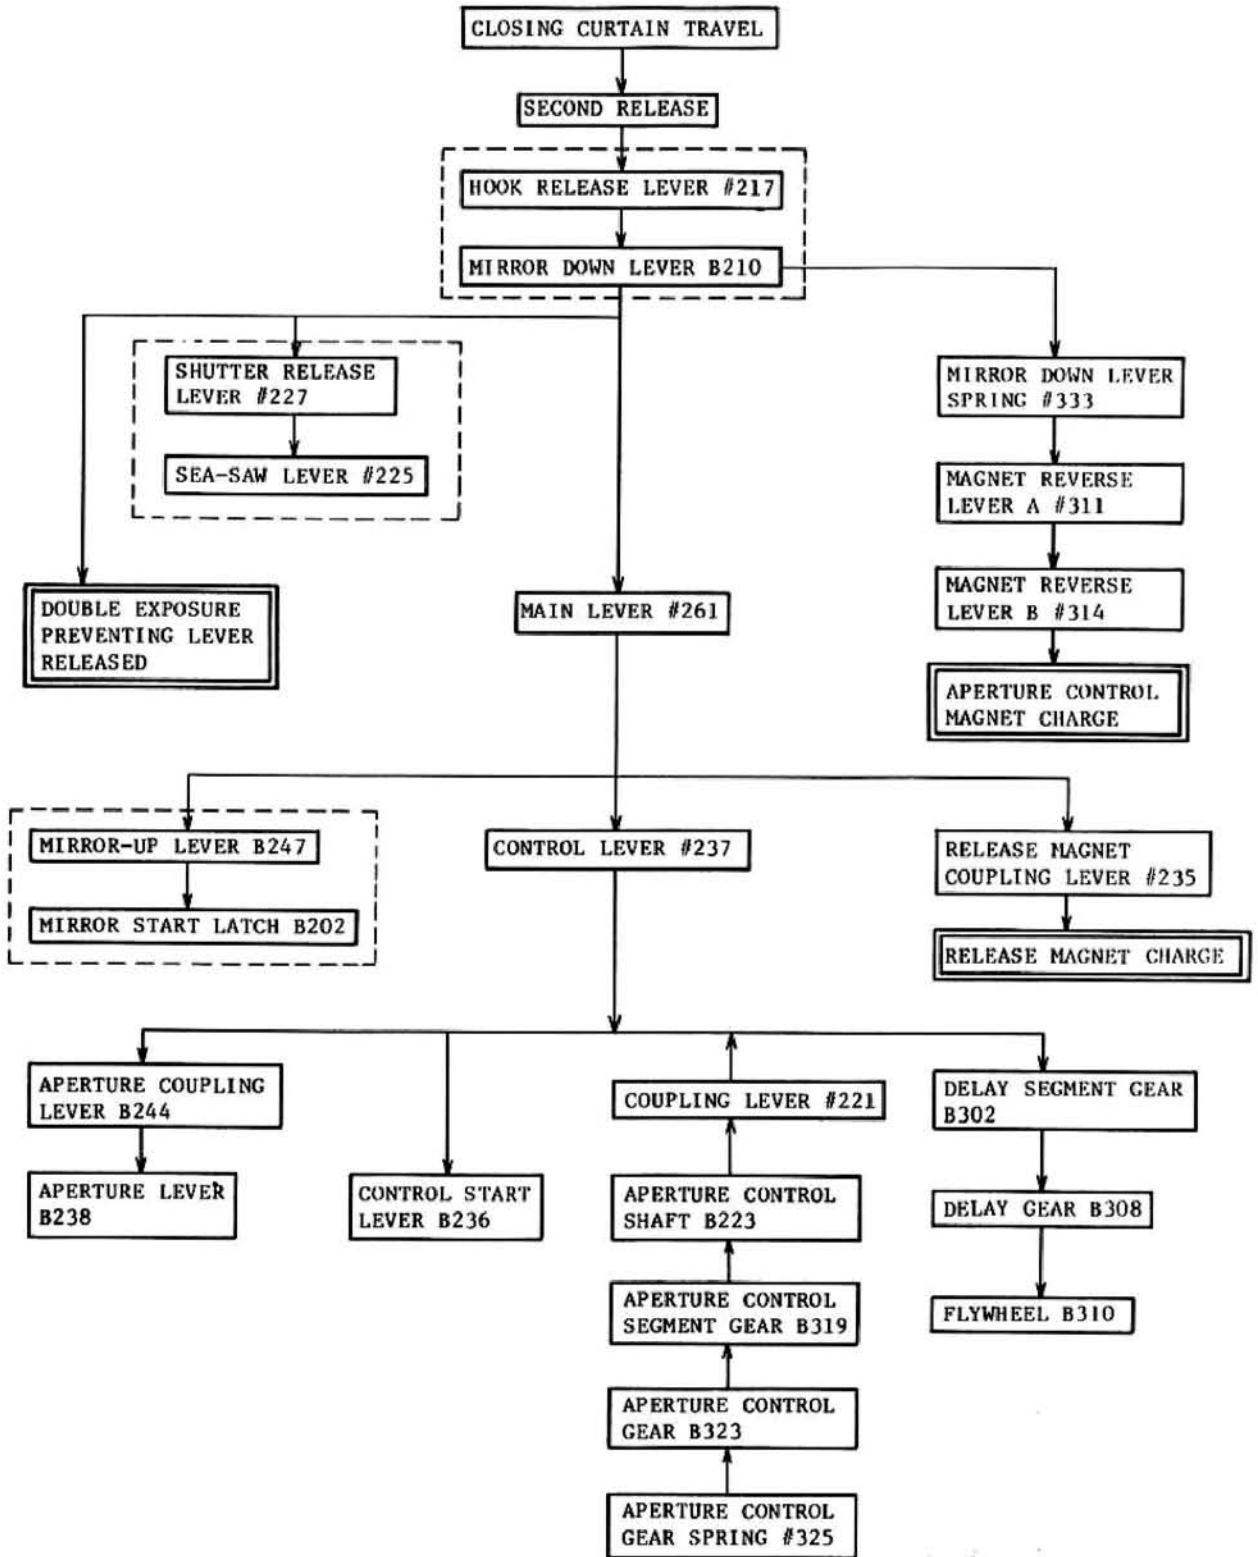 CLOSING CURTAIN TRAVEL
SECOND RELEASE
HOOK RELEASE LEVER #217
MIRROR DOWN LEVER B210
SHUTTER RELEASE
LEVER #227
SEA-SAW LEVER #225
MIRROR DOWN LEVER
SPRING #333
MAGNET REVERSE
LEVER A #311
MAGNET REVERSE
LEVER B #314
APERTURE CONTROL
MAGNET CHARGE
DOUBLE EXPOSURE
PREVENTING LEVER
RELEASED
MAIN LEVER #261
MIRROR-UP LEVER B247
MIRROR START LATCH B202
CONTROL LEVER #237
RELEASE MAGNET
COUPLING LEVER #235
RELEASE MAGNET CHARGE
APERTURE COUPLING
LEVER B244
APERTURE LEVER
B238
CONTROL START
LEVER B236
COUPLING LEVER #221
APERTURE CONTROL
SHAFT B223
APERTURE CONTROL
SEGMENT GEAR B319
APERTURE CONTROL
GEAR B323
APERTURE CONTROL
GEAR SPRING #325
DELAY SEGMENT GEAR
B302
DELAY GEAR B308
FLYWHEEL B310